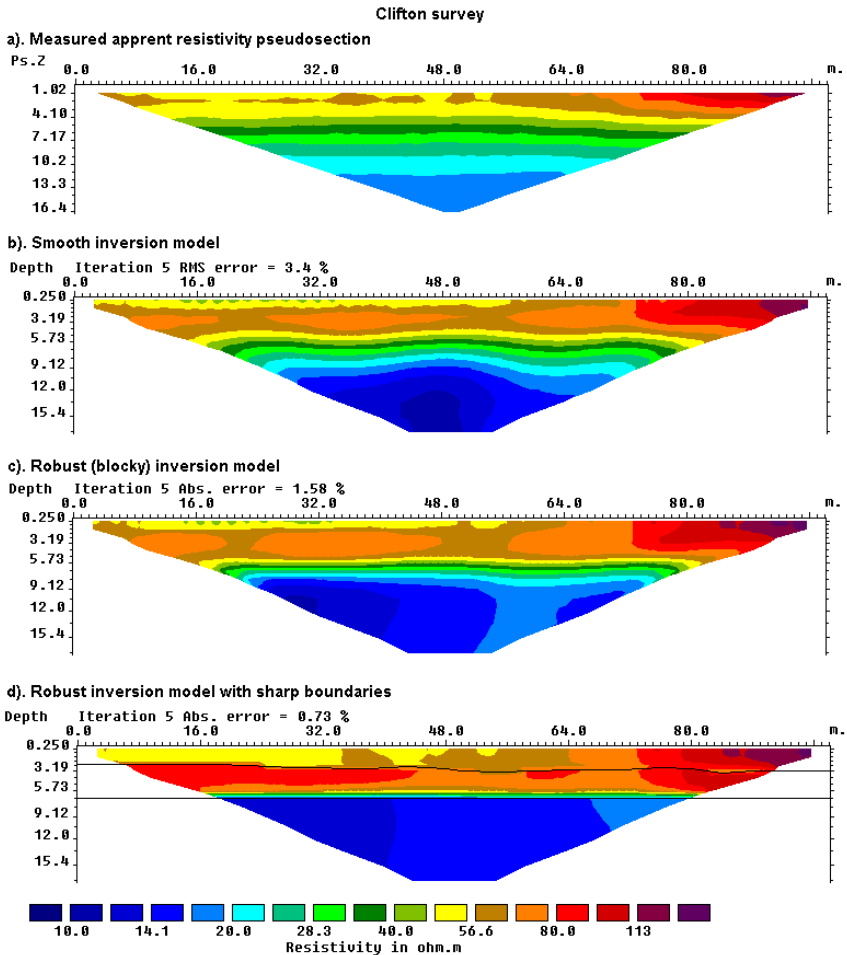 Clifton survey
a). Measured apprent resistivity pseudosection
Ps.Z
0.0 16.0 32.0 48.0 64.0 80.0 m.
1.02
4.10
7.17
10.2
13.3
16.4
b). Smooth inversion model
Depth Iteration 5 RMS error = 3.4 %
0.0 16.0 32.0 48.0 64.0 80.0 m.
0.250
3.19
5.73
9.12
12.0
15.4
c). Robust (blocky) inversion model
Depth Iteration 5 Abs. error = 1.58 %
0.0 16.0 32.0 48.0 64.0 80.0 m.
0.250
3.19
5.73
9.12
12.0
15.4
d). Robust inversion model with sharp boundaries
Depth Iteration 5 Abs. error = 0.73 %
0.0 16.0 32.0 48.0 64.0 80.0 m.
0.250
3.19
5.73
9.12
12.0
15.4
10.0 14.1 20.0 28.3 40.0 56.6 80.0 113
Resistivity in ohm.m